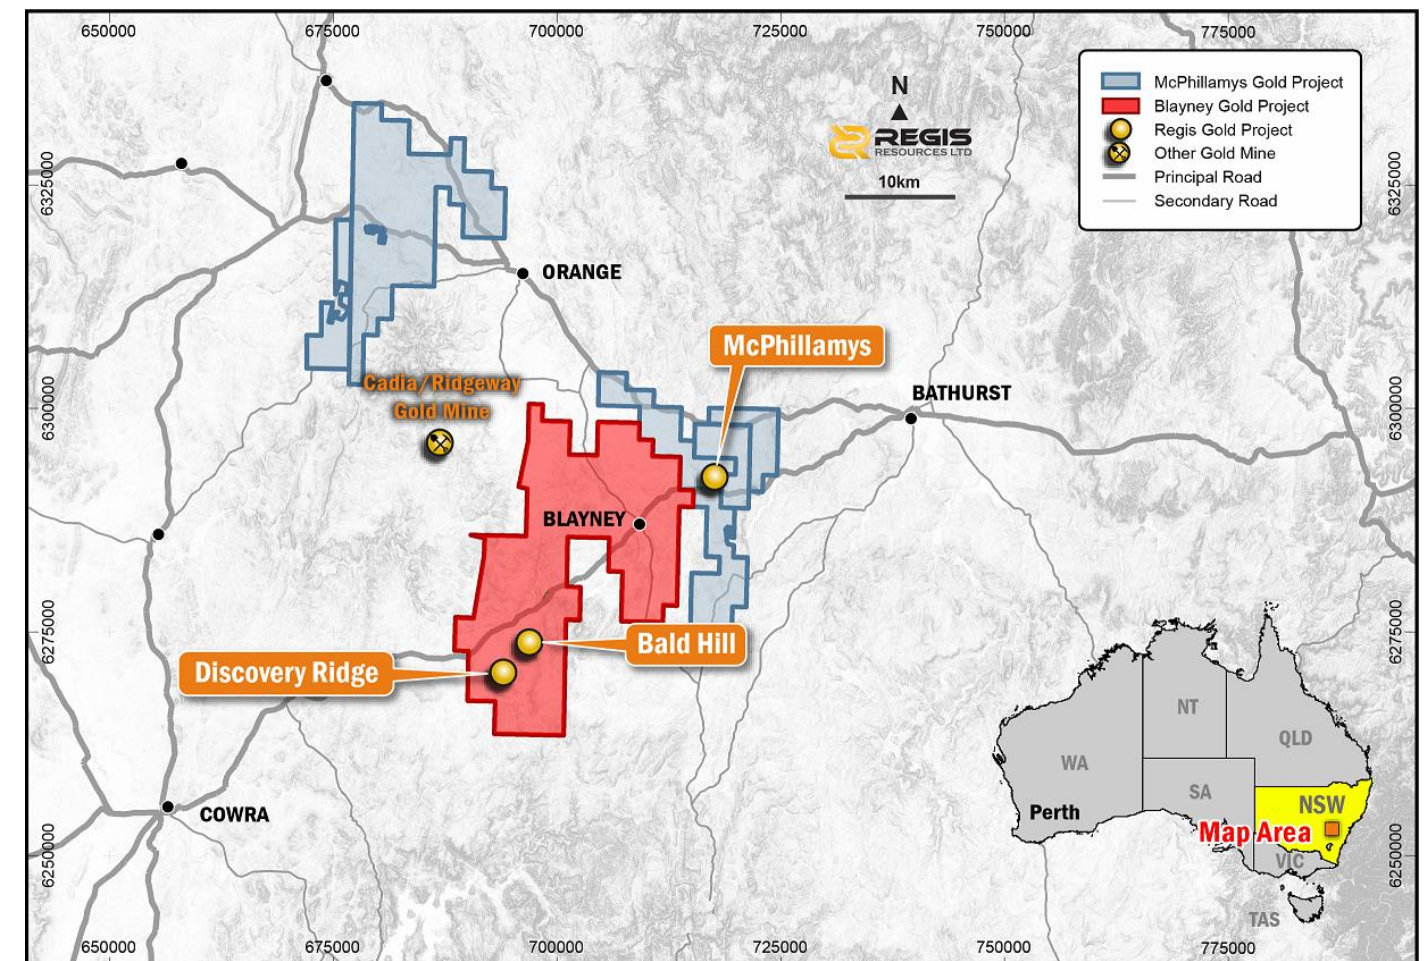 650000
675000
700000
725000
750000
775000
McPhillamys Gold Project
Blayney Gold Project
Regis Gold Project
Other Gold Mine
Principal Road
Secondary Road
N
REGIS
RESOURCES LTD
10km
6325000
6325000
ORANGE
McPhillamys
Cadia/Ridgeway
Gold Mine
BATHURST
6300000
6300000
BLAYNEY
Bald Hill
Discovery Ridge
6275000
6275000
NT
QLD
WA
SA
NSW
Perth
Map Area
VIC
TAS
COWRA
6250000
6250000
650000
675000
700000
725000
750000
775000